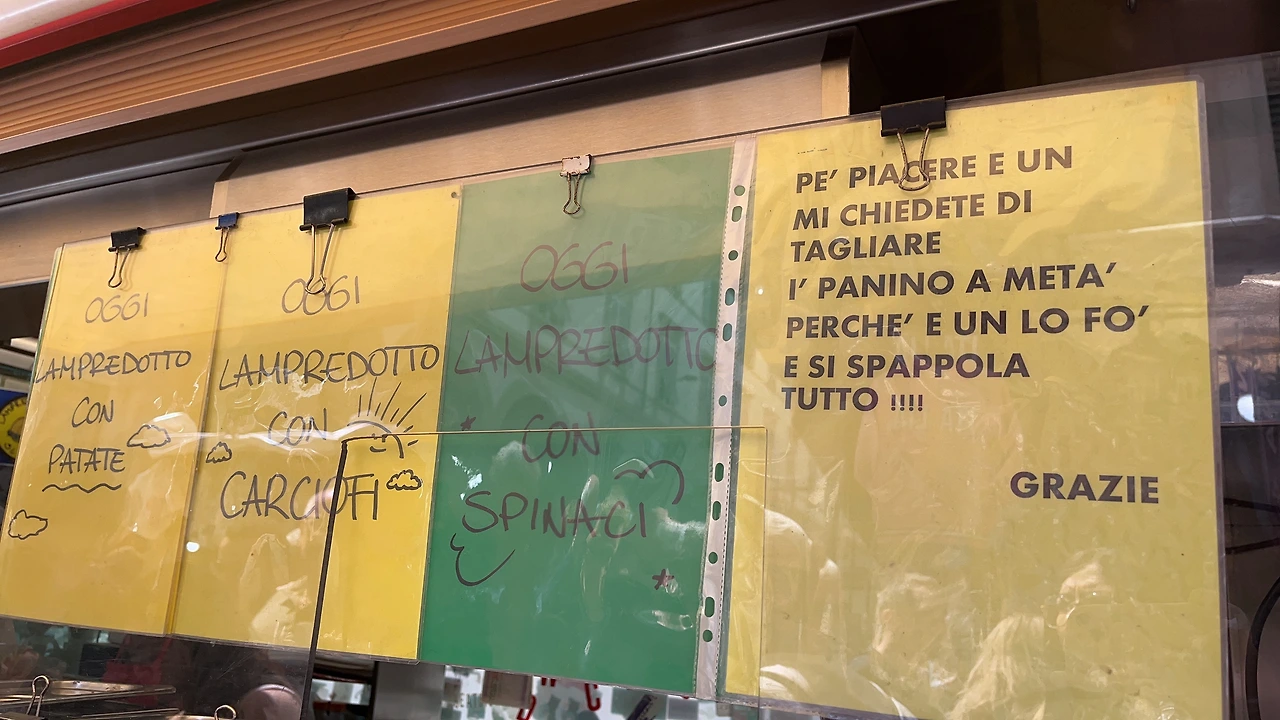 OGGI
LAMPREDOTTO
CON
PATATE
OGGI
LAMPREDOTTO
CON
CARCIOFI
OGGI
LAMPREDOTTO
CON
SPINACI
PE’ PIACERE E UN
MI CHIEDETE DI
TAGLIARE
I’ PANINO A META’
PERCHE’ E UN LO FO’
E SI SPAPPOLA
TUTTO !!!!
GRAZIE